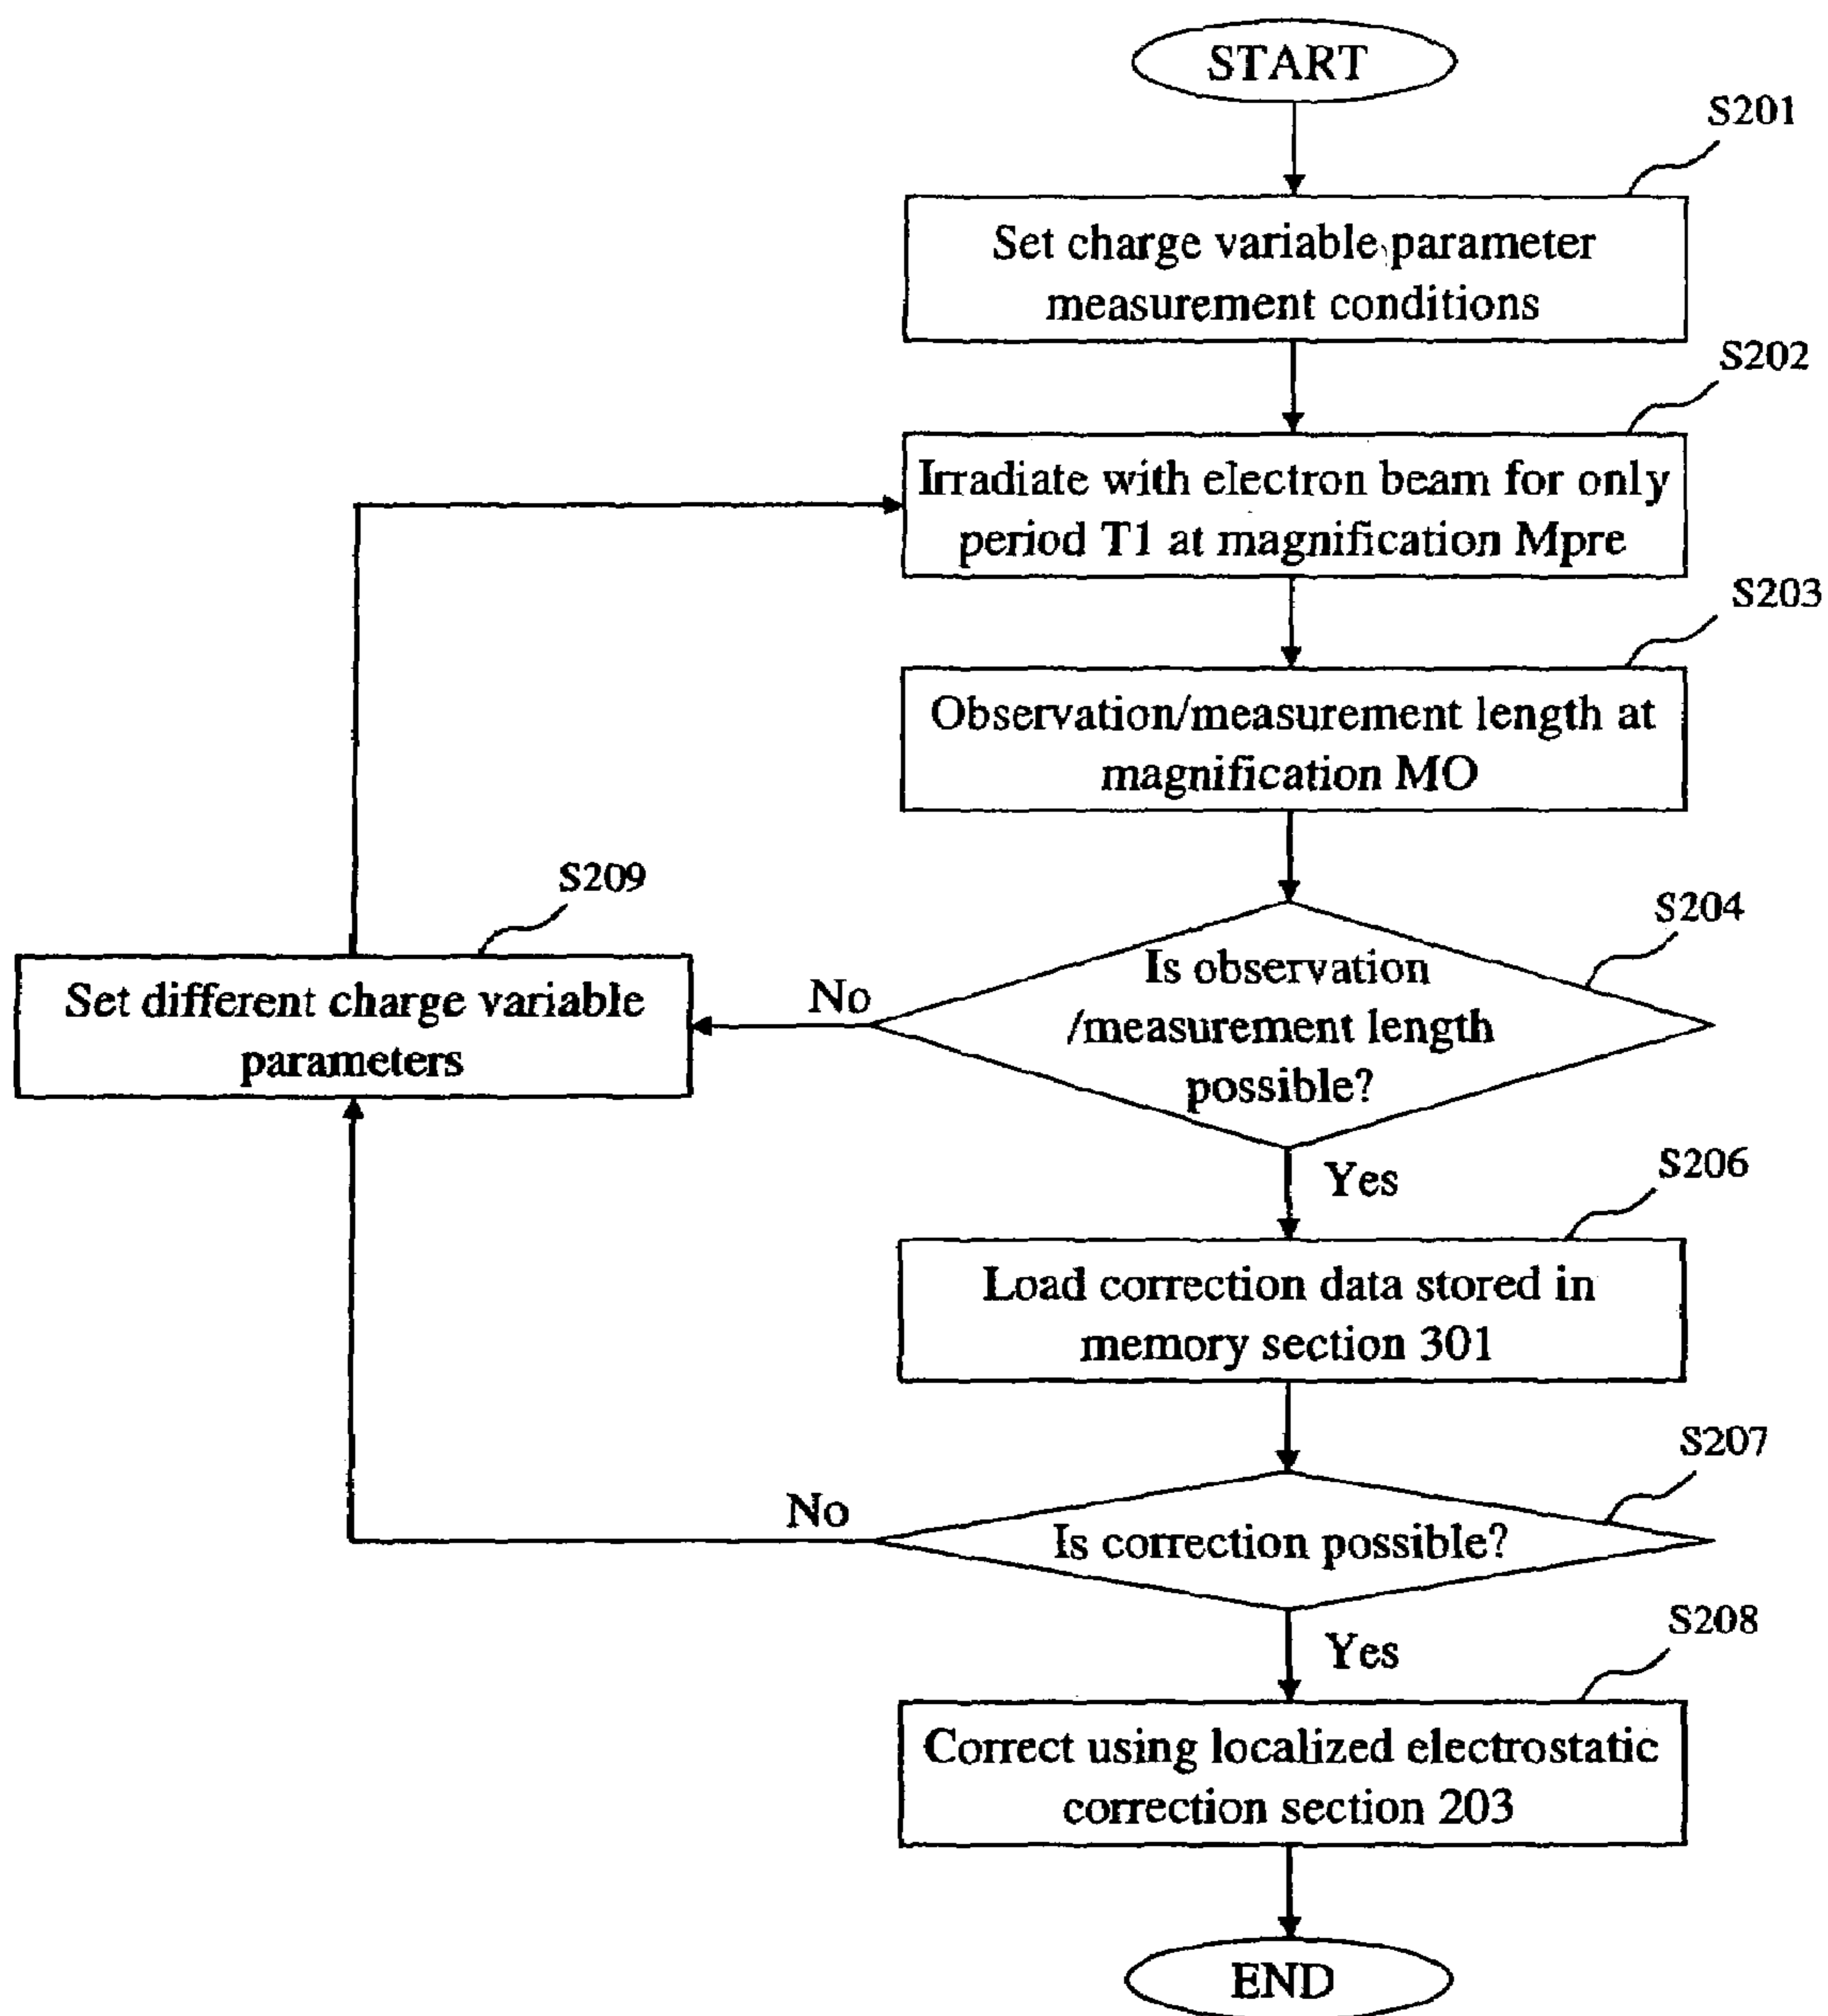 START
S201
Set charge variable parameter
measurement conditions
S202
Irradiate with electron beam for only
period T1 at magnification Mpre
S203
Observation/measurement length at
magnification MO
S204
Is observation
/measurement length
possible?
No
S209
Set different charge variable
parameters
Yes
S206
Load correction data stored in
memory section 301
S207
Is correction possible?
No
Yes
S208
Correct using localized electrostatic
correction section 203
END